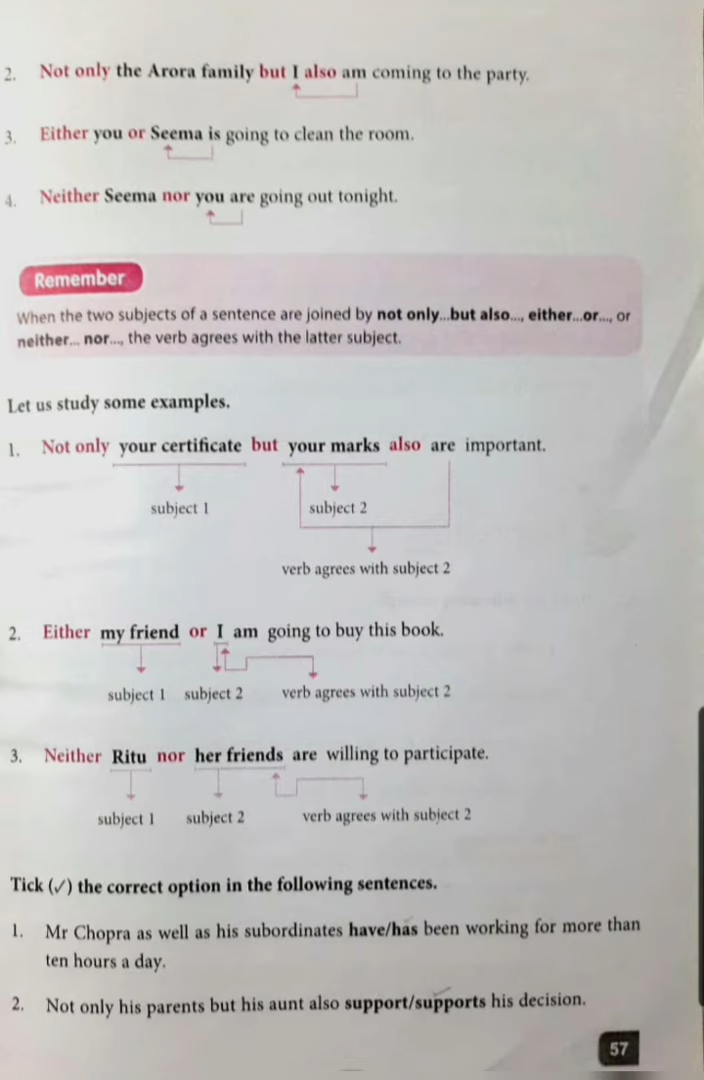 2. Not only the Arora family but I also am coming to the party.
3. Either you or Seema is going to clean the room.
4. Neither Seema nor you are going out tonight.
Remember
When the two subjects of a sentence are joined by not only...but also..., either...or..., or
neither... nor..., the verb agrees with the latter subject.
Let us study some examples.
1. Not only your certificate but your marks also are important.
subject 1 subject 2
verb agrees with subject 2
2. Either my friend or I am going to buy this book.
subject 1 subject 2 verb agrees with subject 2
3. Neither Ritu nor her friends are willing to participate.
subject 1 subject 2 verb agrees with subject 2
Tick (✓) the correct option in the following sentences.
1. Mr Chopra as well as his subordinates have/has been working for more than
ten hours a day.
2. Not only his parents but his aunt also support/supports his decision.
57